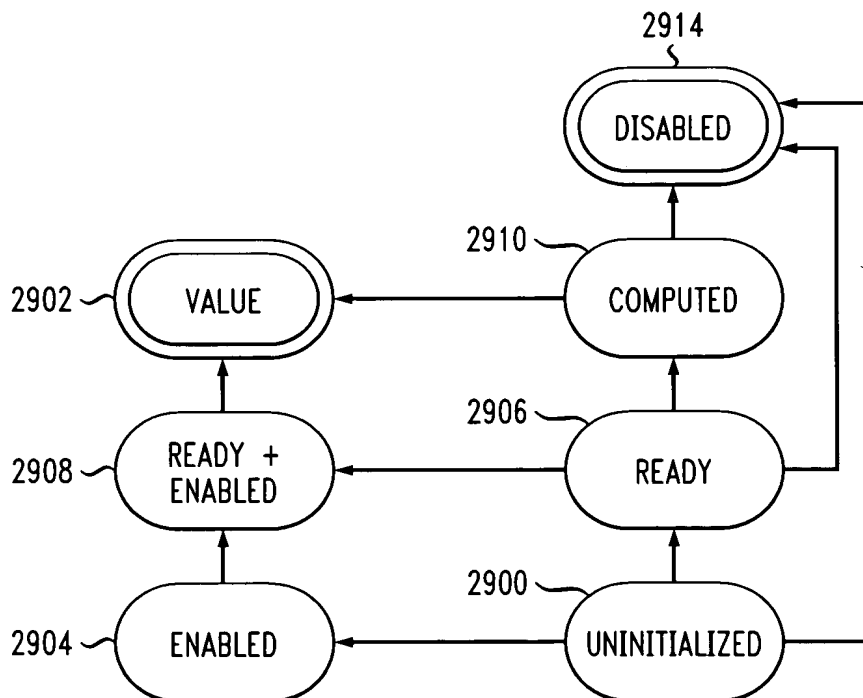 2914
DISABLED
2910
COMPUTED
2902
VALUE
2906
READY
2908
READY +
ENABLED
2900
UNINITIALIZED
2904
ENABLED